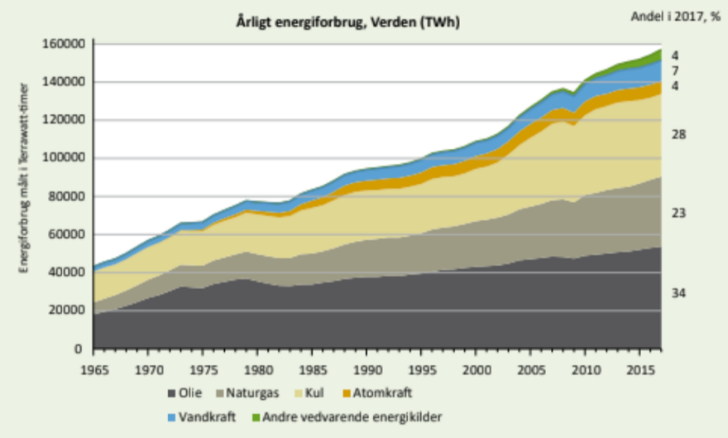 Årligt energiforbrug, Verden (TWh)
Andel i 2017, %
Energiforbrug målt i Terrawatt-timer
160000
140000
120000
100000
80000
60000
40000
20000
0
4
7
4
28
23
34
1965 1970 1975 1980 1985 1990 1995 2000 2005 2010 2015
Olie Naturgas Kul Atomkraft
Vandkraft Andre vedvarende energikilder